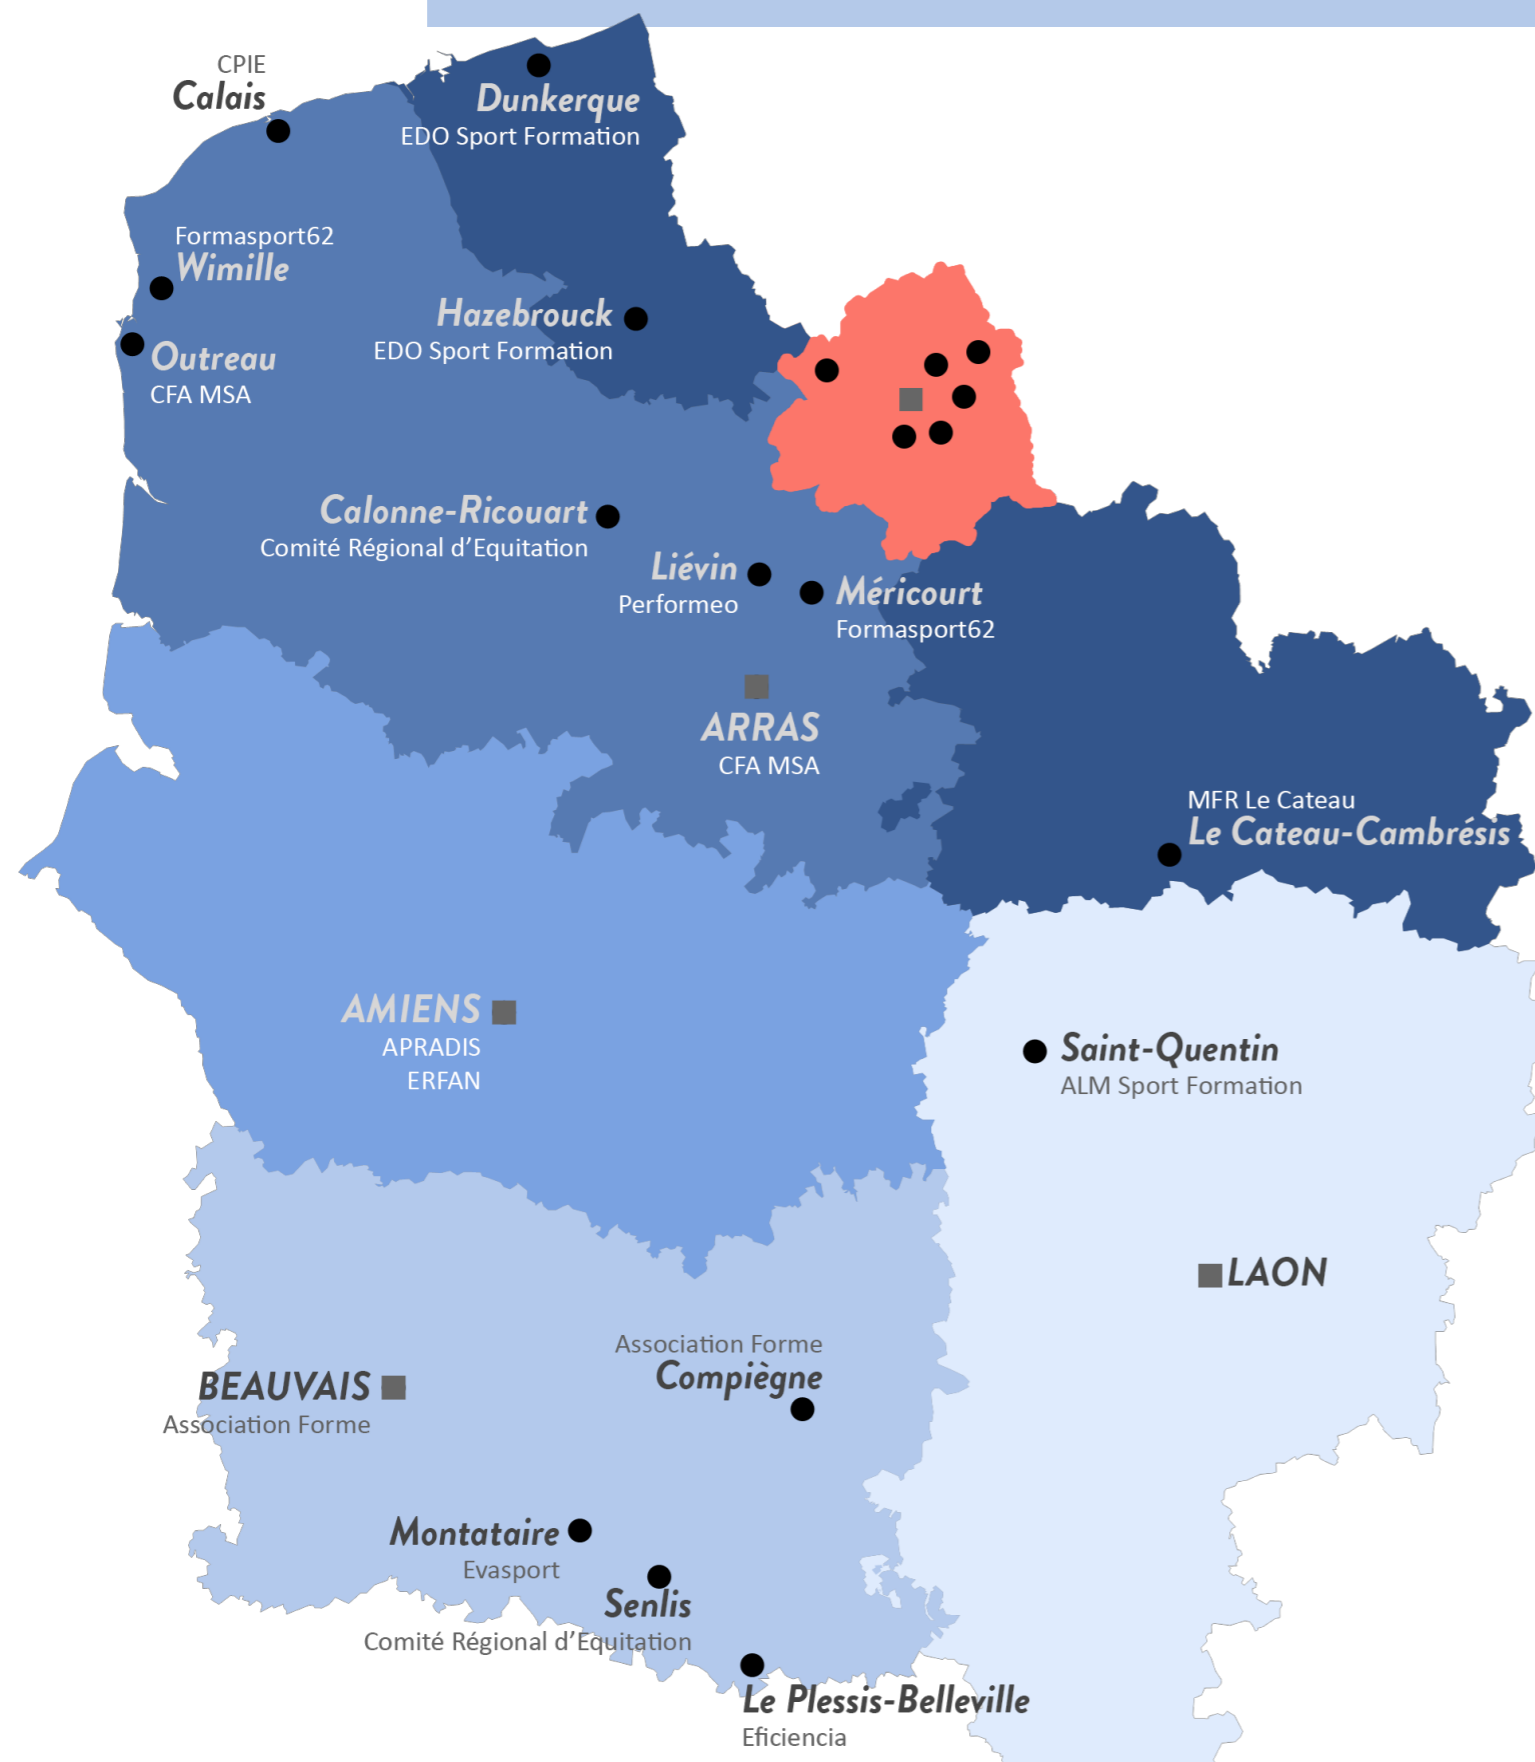 CPIE
Calais
Dunkerque
EDO Sport Formation
Formasport62
Wimille
Hazebrouck
EDO Sport Formation
Outreau
CFA MSA
Calonne-Ricouart
Comité Régional d’Equitation
Liévin
Performeo
Méricourt
Formasport62
ARRAS
CFA MSA
MFR Le Cateau
Le Cateau-Cambrésis
AMIENS
APRADIS
ERFAN
Saint-Quentin
ALM Sport Formation
LAON
Association Forme
Compiègne
BEAUVAIS
Association Forme
Montataire
Evasport
Senlis
Comité Régional d’Equitation
Le Plessis-Belleville
Eficiencia